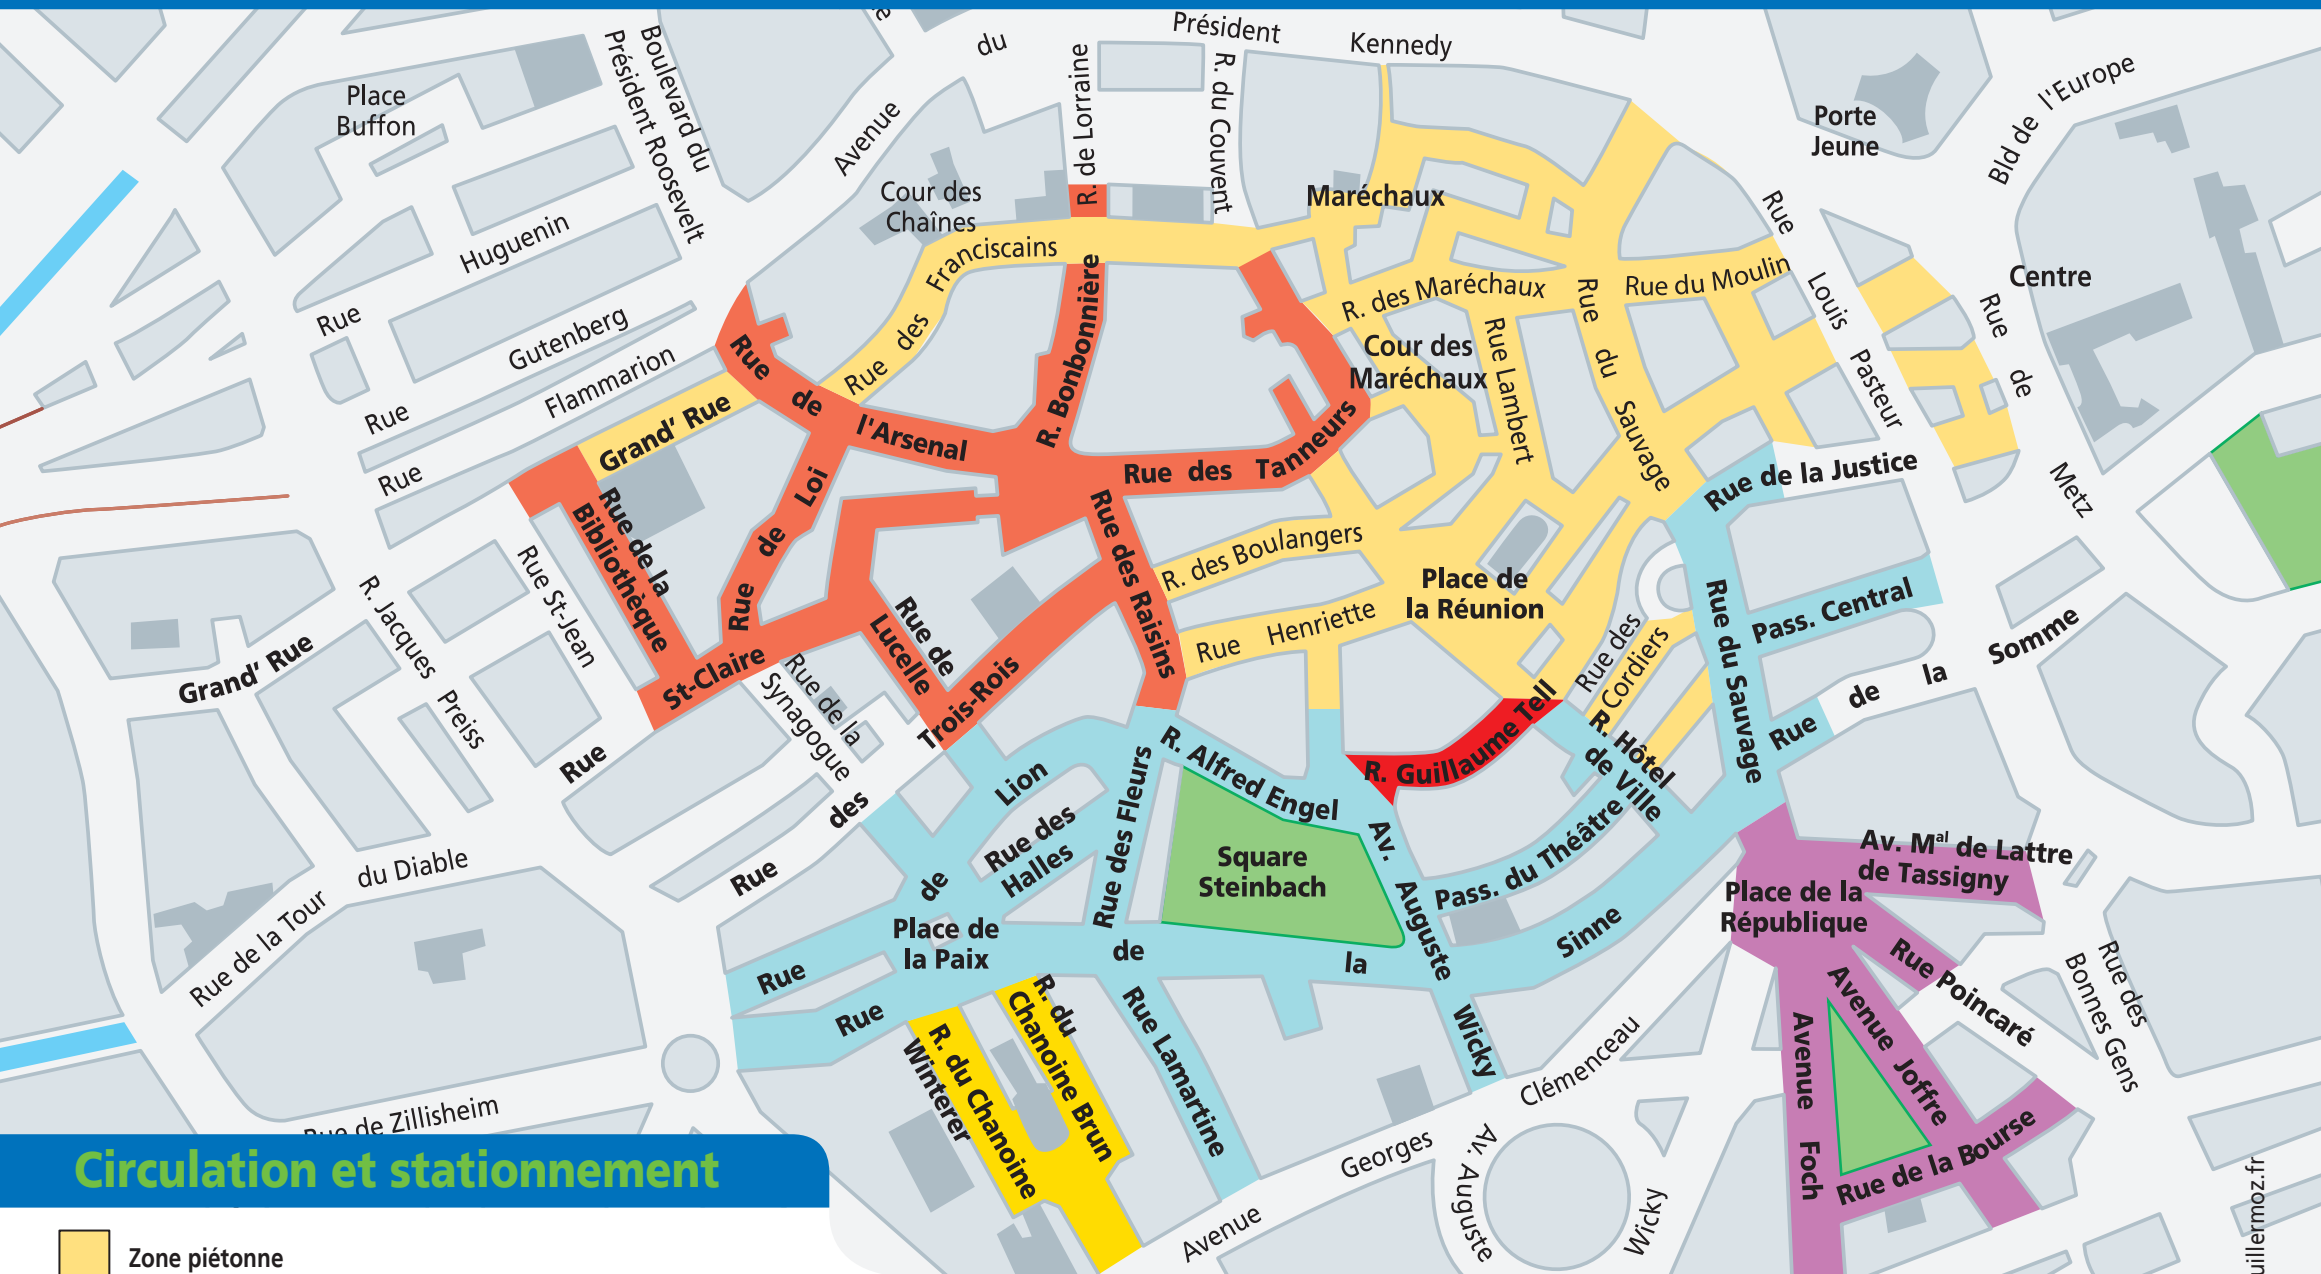 Président
Kennedy
du
Boulevard du
Président Roosevelt
Place
Buffon
Avenue
R. de Lorraine
R. du Couvent
Porte
Jeune
Bld de l'Europe
Cour des
Chaînes
Maréchaux
Rue
Louis
Pasteur
Huguenin
Rue
Franciscains
des
Rue
R. Bonbonnière
R. des Maréchaux
Rue du Moulin
Centre
Rue
de
Metz
Gutenberg
Rue
Flammarion
Rue
Rue
de
l'Arsenal
Grand' Rue
Cour des
Maréchaux
Rue Lambert
Rue
du
Sauvage
Rue des Tanneurs
Rue de la Justice
Rue de la
Bibliothèque
Rue
de
Loi
Rue des Raisins
R. des Boulangers
Place de
la Réunion
Rue Henriette
Rue des
Cordiers
Rue du Sauvage
Pass. Central
Rue
de
la
Somme
Rue St-Jean
R. Jacques
Preiss
Grand' Rue
Rue
St-Claire
Rue de
Lucelle
Rue de la
Synagogue
Rue
des
Trois-Rois
R. Guillaume Tell
R. Hôtel
de Ville
R. Alfred Engel
Lion
de
Rue
Rue des
Halles
Rue des Fleurs
Square
Steinbach
Av.
Auguste
Wicky
Pass. du Théâtre
Av. Mal de Lattre
de Tassigny
Place de la
République
Rue de la Tour
du Diable
Place de
la Paix
Rue
de
la
Sinne
Rue Poincaré
Rue des
Bonnes Gens
R. du Chanoine
Winterer
R. du
Chanoine Brun
Rue Lamartine
Avenue
Georges
Clémenceau
Avenue
Foch
Avenue
Joffre
Rue de la Bourse
Av. Auguste
Wicky
Rue de Zillisheim
Circulation et stationnement
Zone piétonne
uillermoz.fr